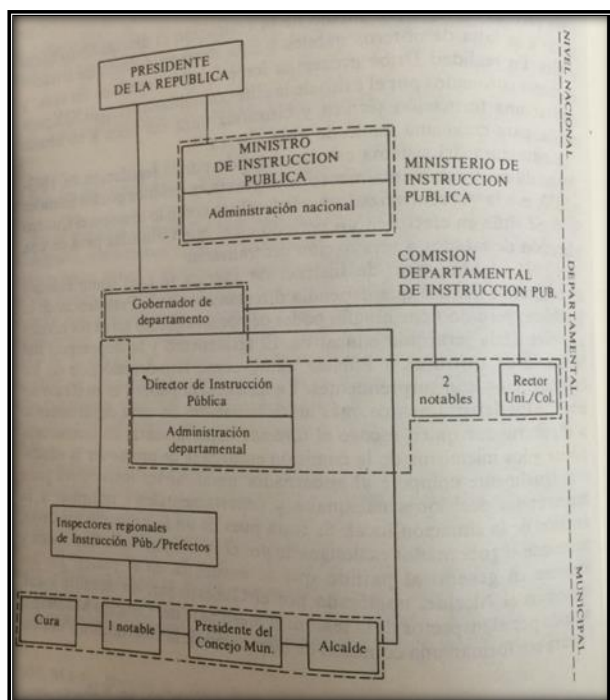 PRESIDENTE
DE LA REPUBLICA
MINISTRO
DE INSTRUCCION
PUBLICA
Administración nacional
MINISTERIO DE
INSTRUCCION
PUBLICA
NIVEL NACIONAL
COMISION
DEPARTAMENTAL
DE INSTRUCCION PUB.
Gobernador de
departamento
Director de Instrucción
Pública
Administración
departamental
2
notables
Rector
Uni./Col.
DEPARTAMENTAL
Inspectores regionales
de Instrucción Púb./Prefectos
Cura
1 notable
Presidente del
Concejo Mun.
Alcalde
MUNICIPAL